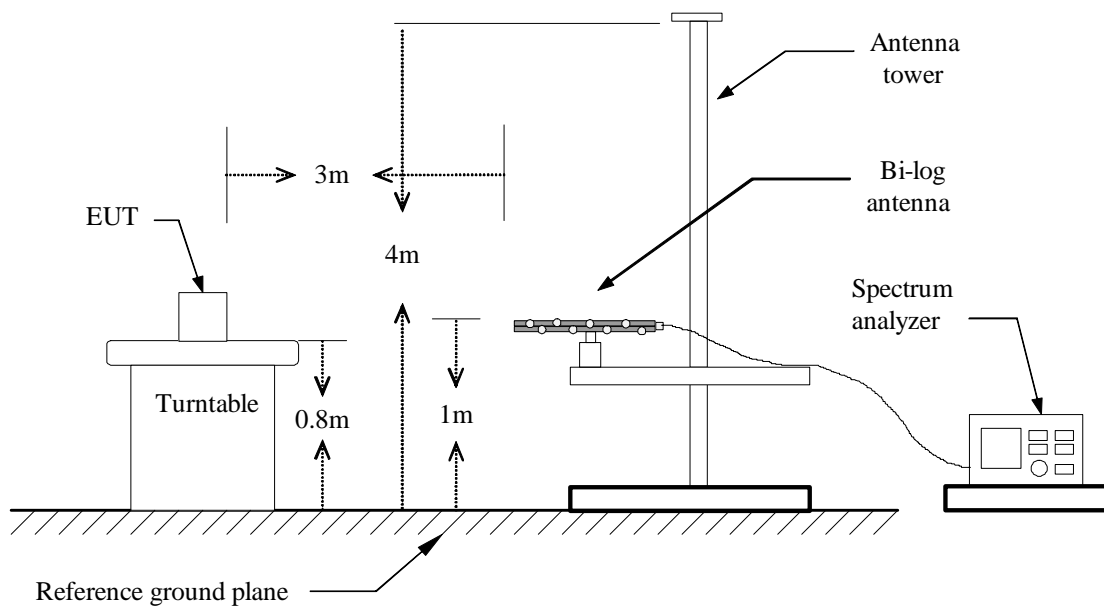 Antenna
tower
3m
Bi-log
antenna
EUT
4m
Spectrum
analyzer
Turntable
0.8m
1m
Reference ground plane